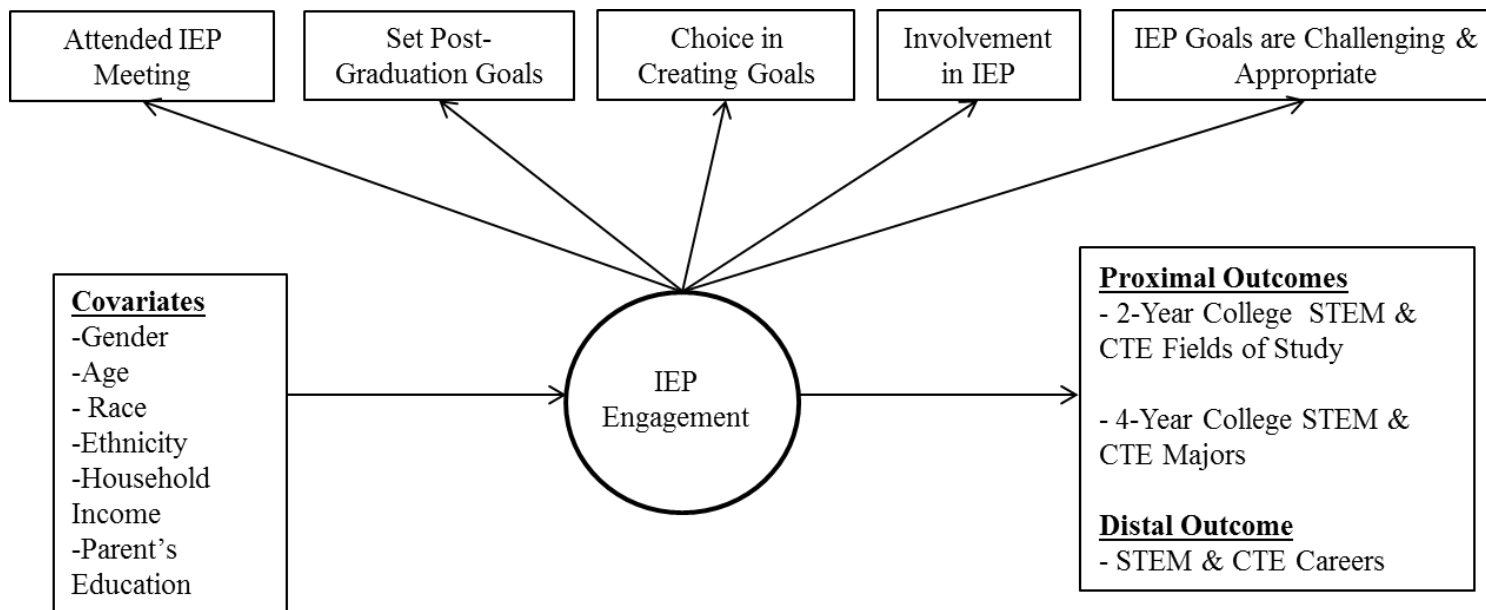 Attended IEP
Meeting
Set Post-
Graduation Goals
Choice in
Creating Goals
Involvement
in IEP
IEP Goals are Challenging &
Appropriate
Covariates
-Gender
-Age
- Race
-Ethnicity
-Household
Income
-Parent's
Education
IEP
Engagement
Proximal Outcomes
- 2-Year College STEM &
CTE Fields of Study
- 4-Year College STEM &
CTE Majors
Distal Outcome
- STEM & CTE Careers